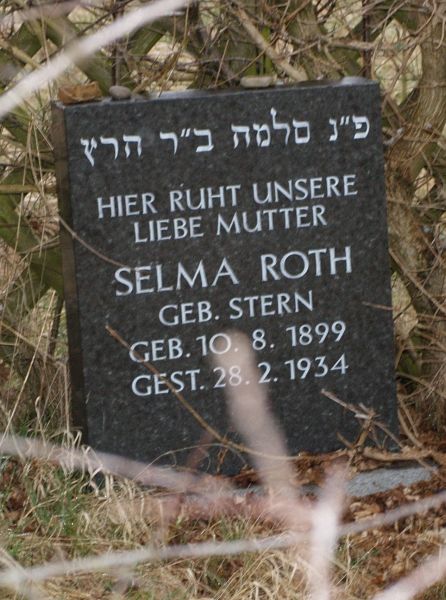 פ״נ סלמה ב״ר הרץ
HIER RUHT UNSERE
LIEBE MUTTER
SELMA ROTH
GEB. STERN
GEB. 10. 8. 1899
GEST. 28. 2. 1934